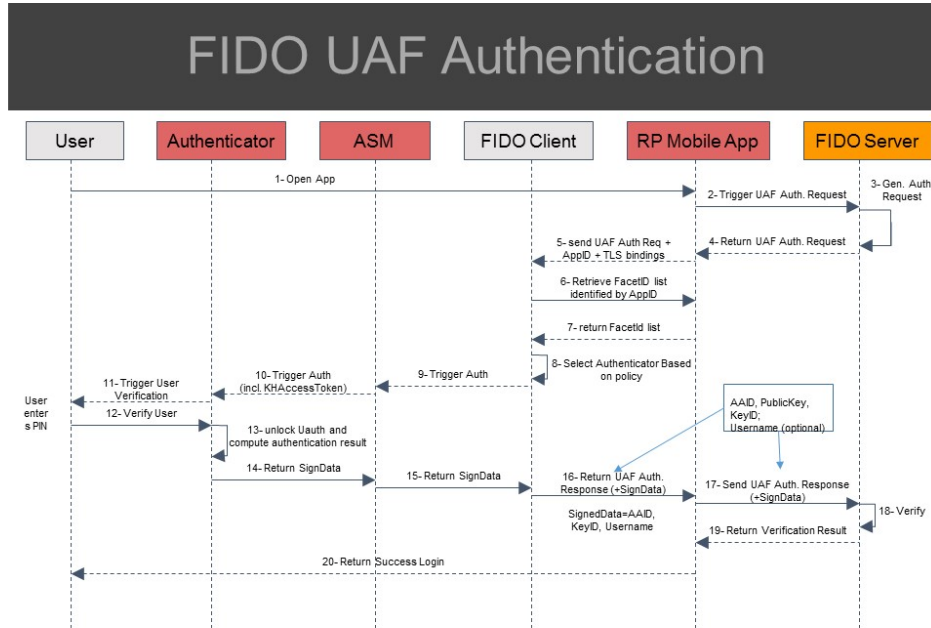 FIDO UAF Authentication
User
Authenticator
ASM
FIDO Client
RP Mobile App
FIDO Server
1- Open App
2- Trigger UAF Auth. Request
3- Gen. Auth
Request
4- Return UAF Auth. Request
5- send UAF Auth Req +
AppID + TLS bindings
6- Retrieve FacetID list
identified by AppID
7- return FacetId list
8- Select Authenticator Based
on policy
9- Trigger Auth
10- Trigger Auth
(incl. KHAccessToken)
11- Trigger User
Verification
User
enter
s PIN
12- Verify User
13- unlock Uauth and
compute authentication result
14- Return SignData
15- Return SignData
AAID, PublicKey,
KeyID;
Username (optional)
16- Return UAF Auth.
Response (+SignData)
SignedData=AAID,
KeyID, Username
17- Send UAF Auth. Response
(+SignData)
18- Verify
19- Return Verification Result
20- Return Success Login